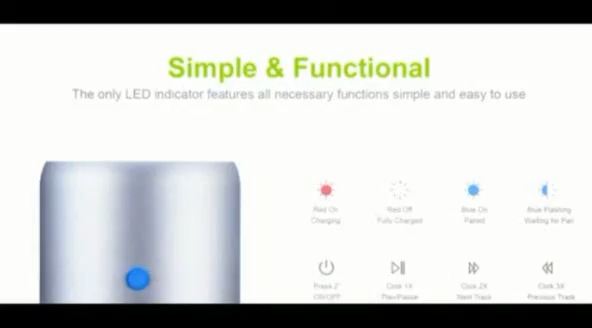 Simple & Functional
The only LED indicator features all necessary functions simple and easy to use
Red On
Charging
Red Off
Fully Charged
Blue On
Paired
Blue Flashing
Waiting for Pair
Press 2"
ON/OFF
Click 1X
Play/Pause
Click 2X
Next Track
Click 3X
Previous Track